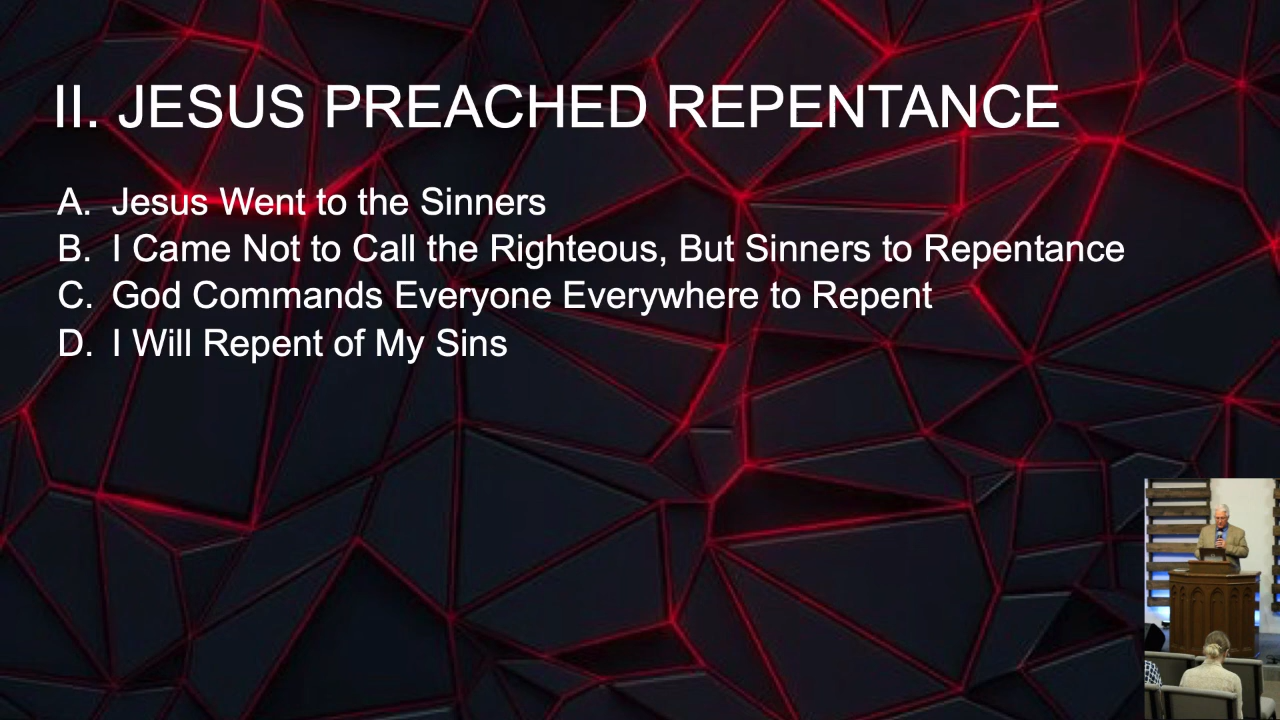 II. JESUS PREACHED REPENTANCE
A. Jesus Went to the Sinners
B. I Came Not to Call the Righteous, But Sinners to Repentance
C. God Commands Everyone Everywhere to Repent
D. I Will Repent of My Sins